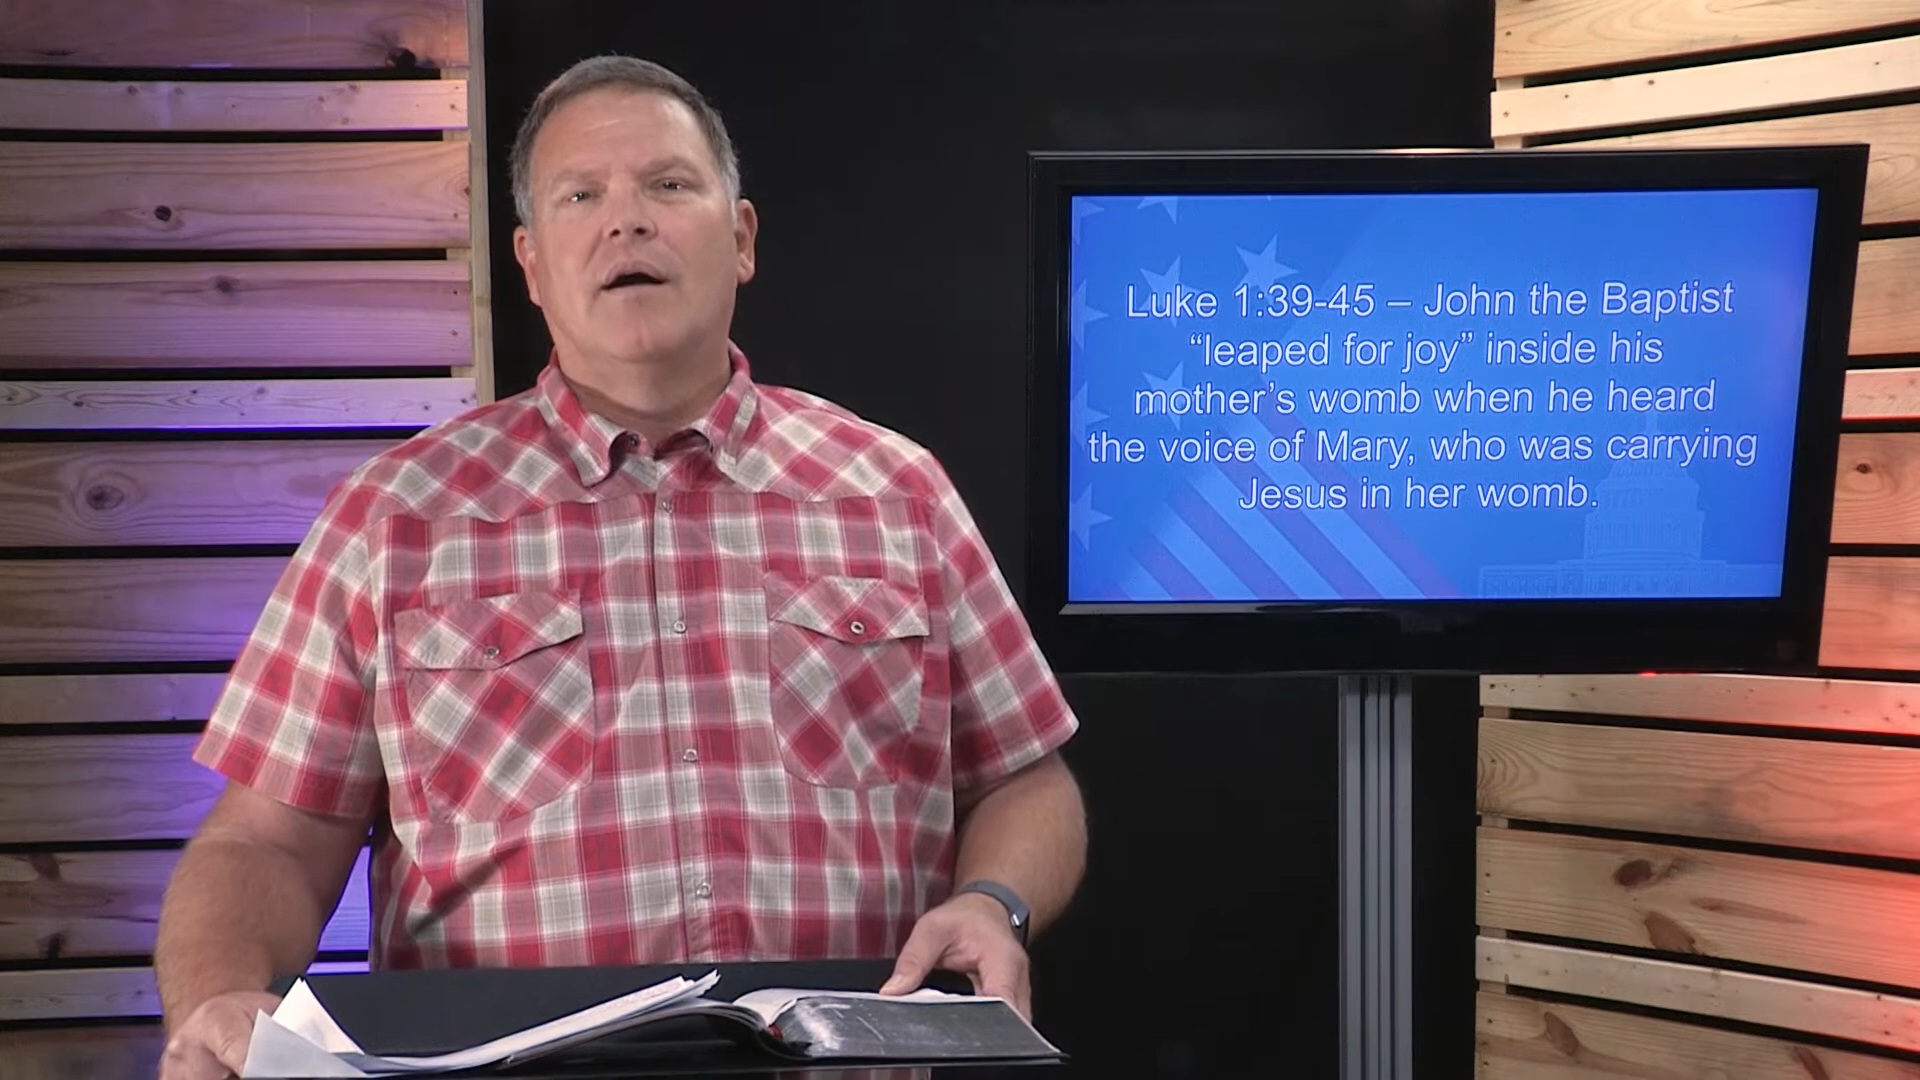 Luke 1:39-45 – John the Baptist
“leaped for joy” inside his
mother’s womb when he heard
the voice of Mary, who was carrying
Jesus in her womb.